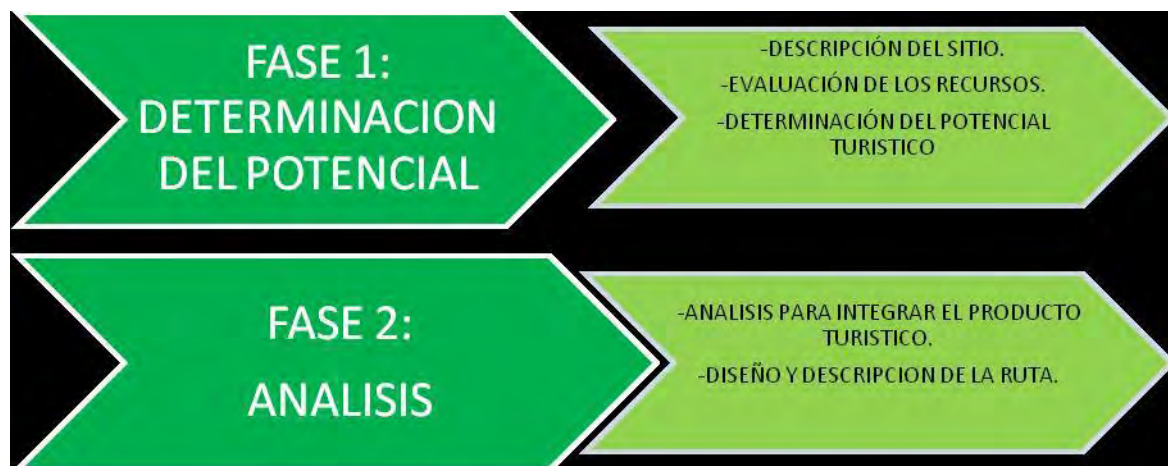 FASE 1:
DETERMINACION
DEL POTENCIAL
-DESCRIPCIÓN DEL SITIO.
-EVALUACIÓN DE LOS RECURSOS.
-DETERMINACIÓN DEL POTENCIAL
TURISTICO
FASE 2:
ANALISIS
-ANALISIS PARA INTEGRAR EL PRODUCTO
TURISTICO.
-DISEÑO Y DESCRIPCION DE LA RUTA.